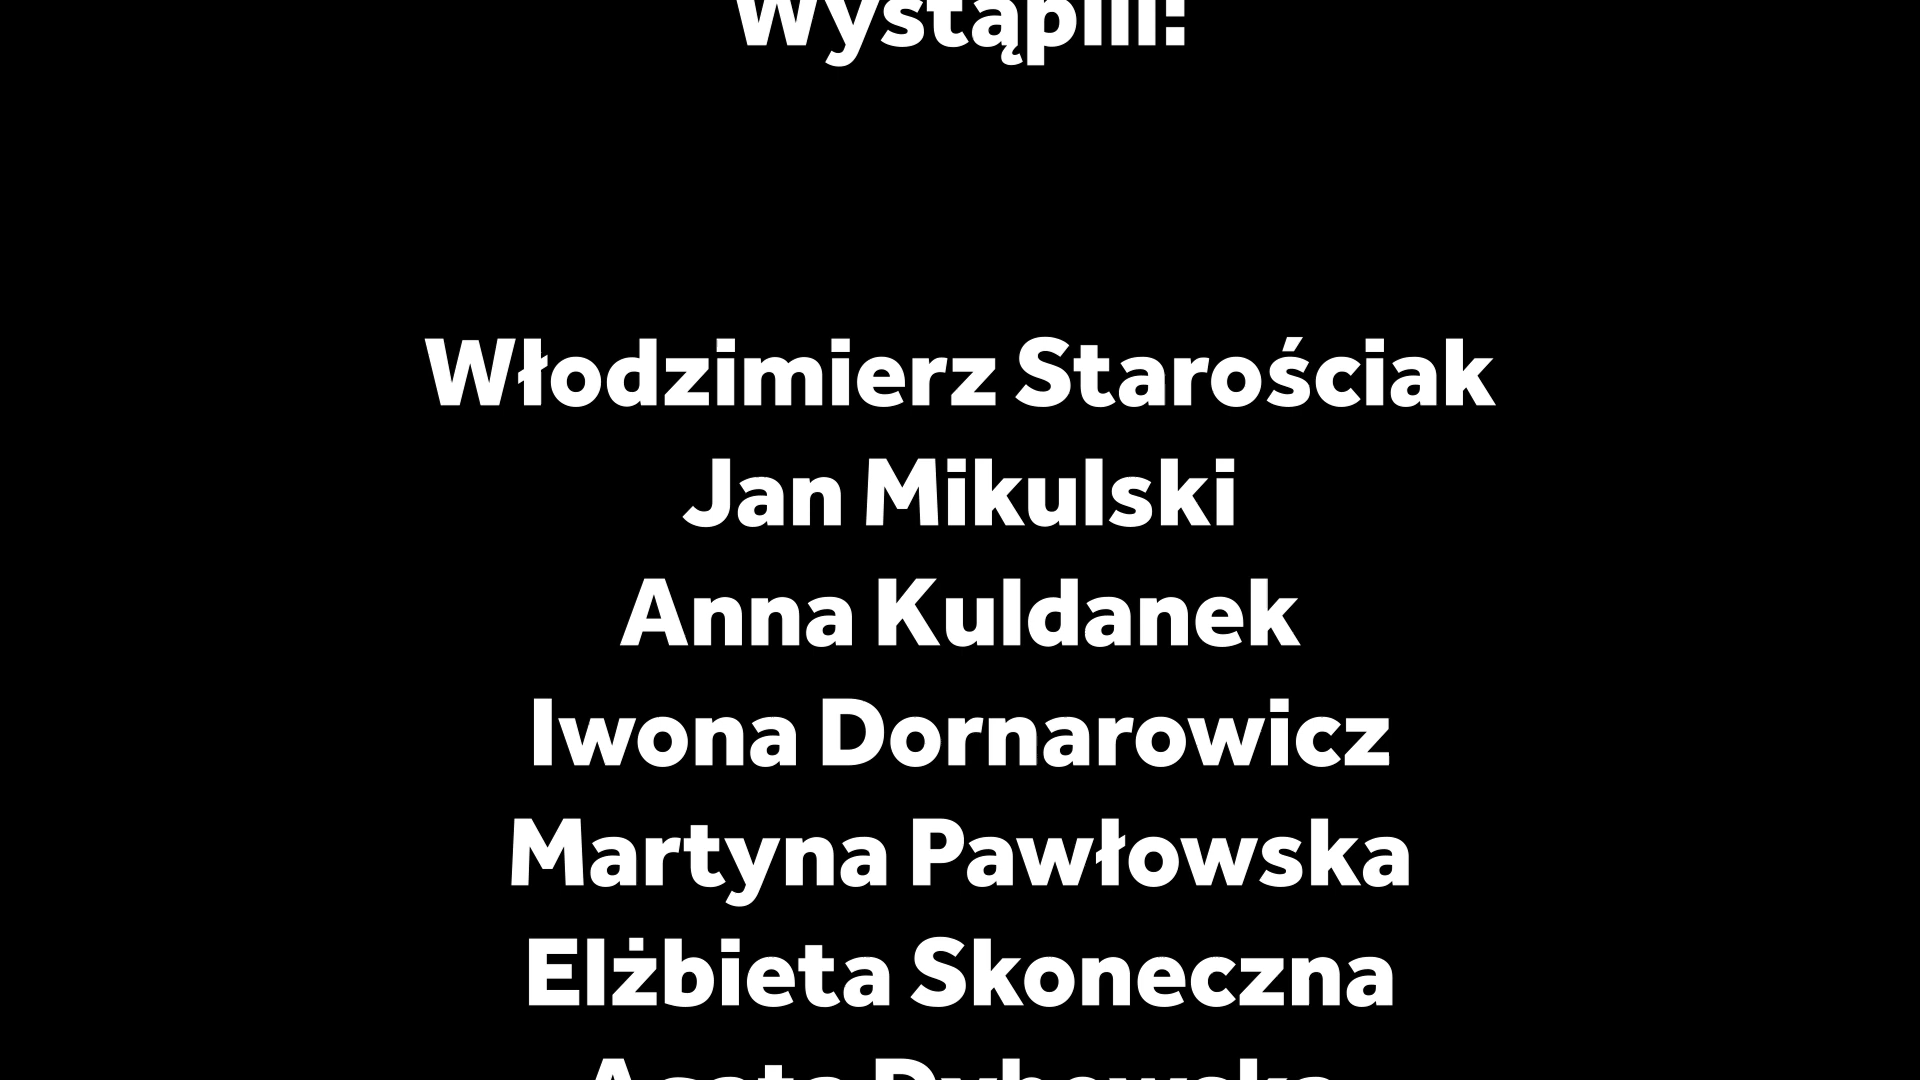 Wystąpili:
Włodzimierz Starościak
Jan Mikulski
Anna Kuldanek
Iwona Dornarowicz
Martyna Pawłowska
Elżbieta Skoneczna